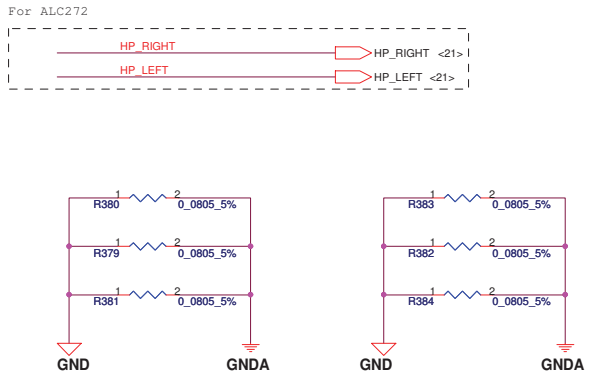 For ALC272
HP_RIGHT HP_RIGHT <21>
HP_LEFT HP_LEFT <21>
1 2 1 2
R380 0_0805_5% R383 0_0805_5%
1 2 1 2
R379 0_0805_5% R382 0_0805_5%
1 2 1 2
R381 0_0805_5% R384 0_0805_5%
GND GNDA GND GNDA